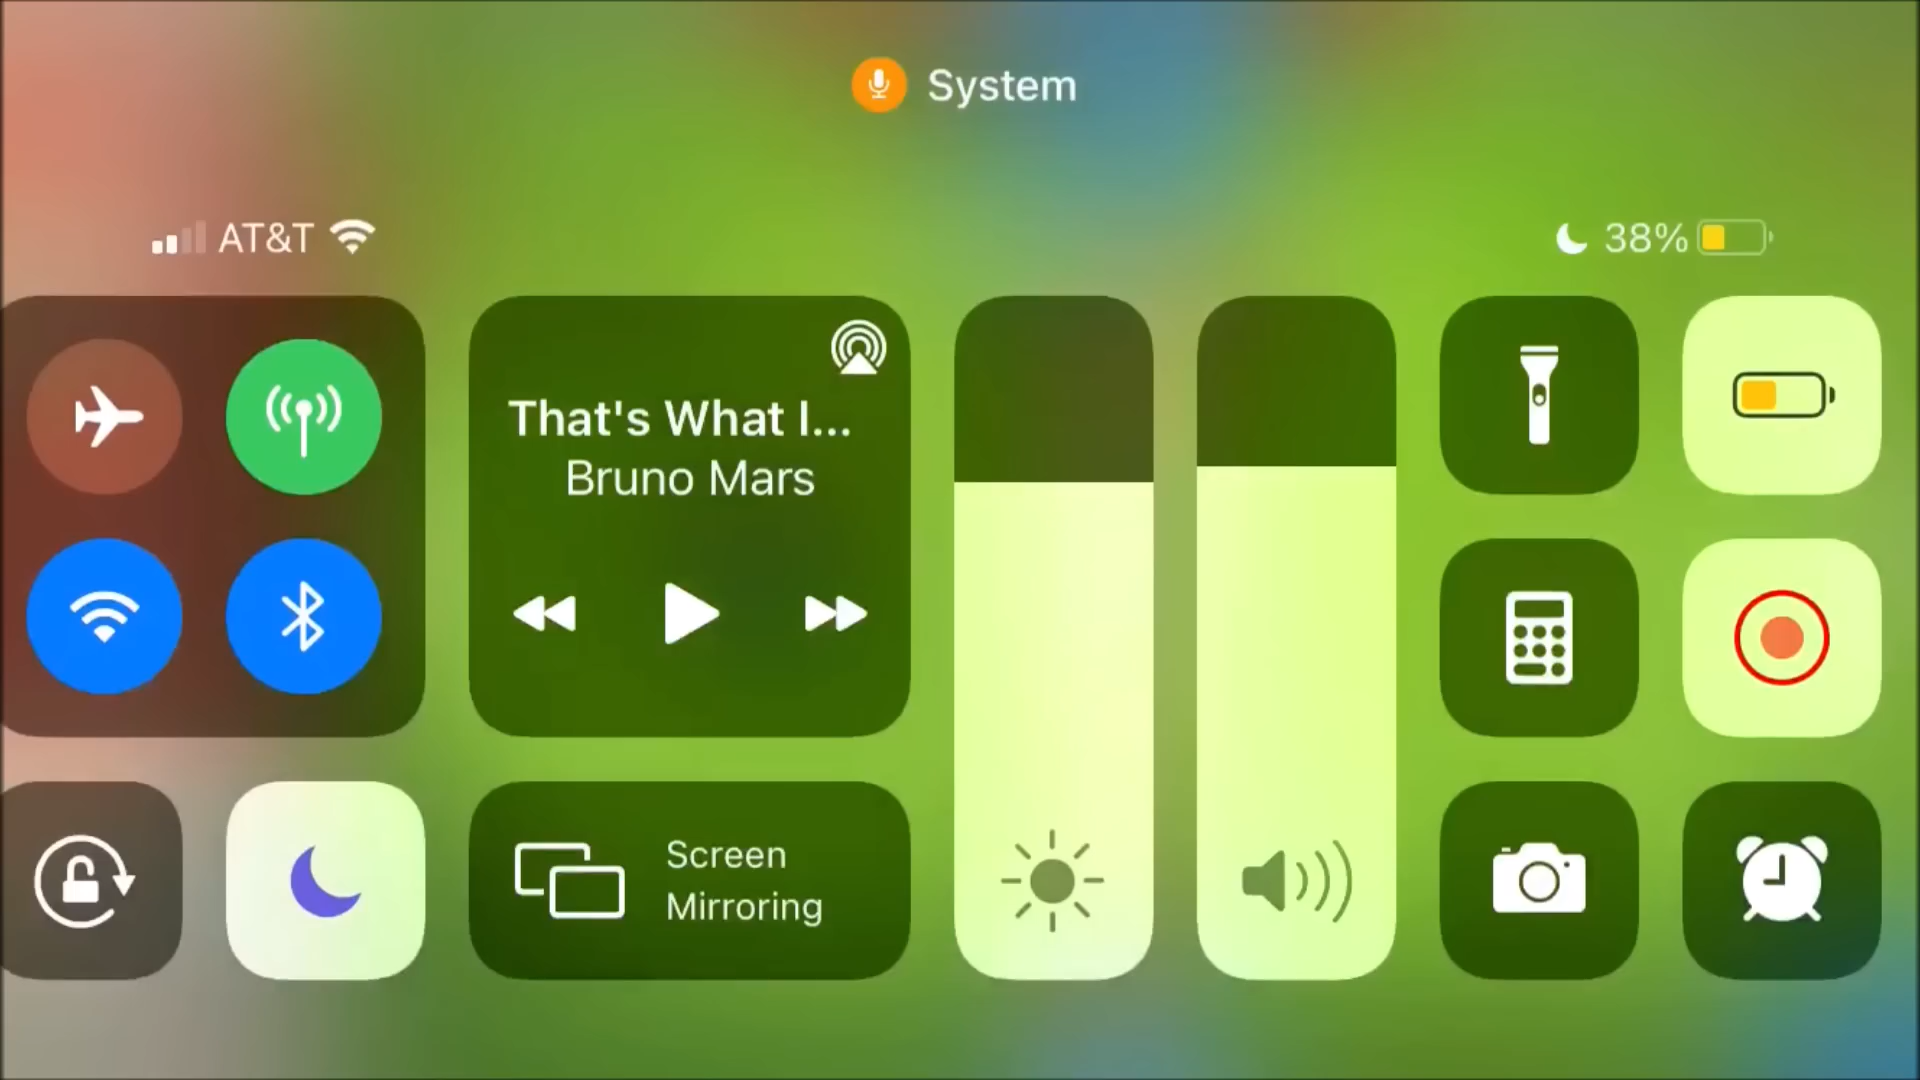 System
AT&T
38%
That's What I...
Bruno Mars
Screen
Mirroring